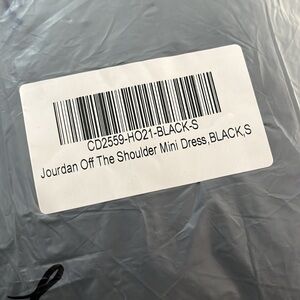 CD2559-HO21-BLACK-S
Jourdan Off The Shoulder Mini Dress,BLACK,S